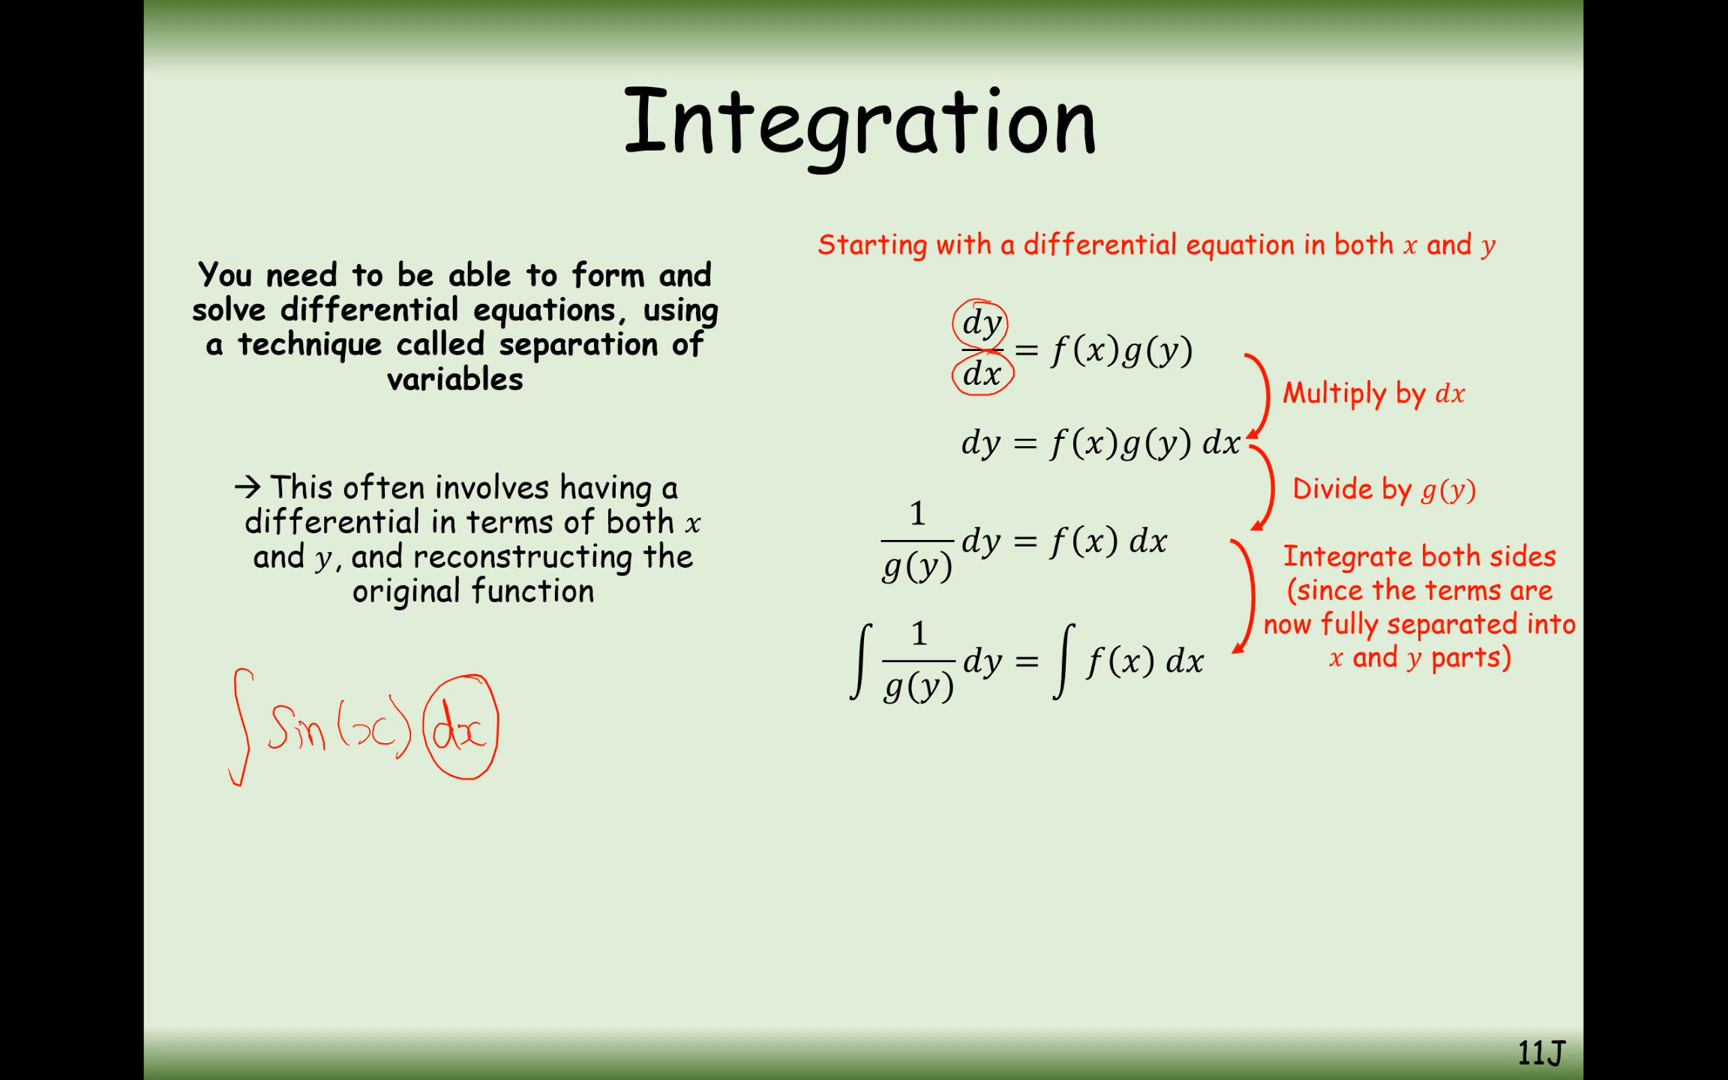 Integration
You need to be able to form and
solve differential equations, using
a technique called separation of
variables
→ This often involves having a
differential in terms of both x
and y, and reconstructing the
original function
∫ sin(x) dx
Starting with a differential equation in both x and y
dy/dx = f(x)g(y)
Multiply by dx
dy = f(x)g(y) dx
Divide by g(y)
1/g(y) dy = f(x) dx
Integrate both sides
(since the terms are
now fully separated into
x and y parts)
∫ 1/g(y) dy = ∫ f(x) dx
11J